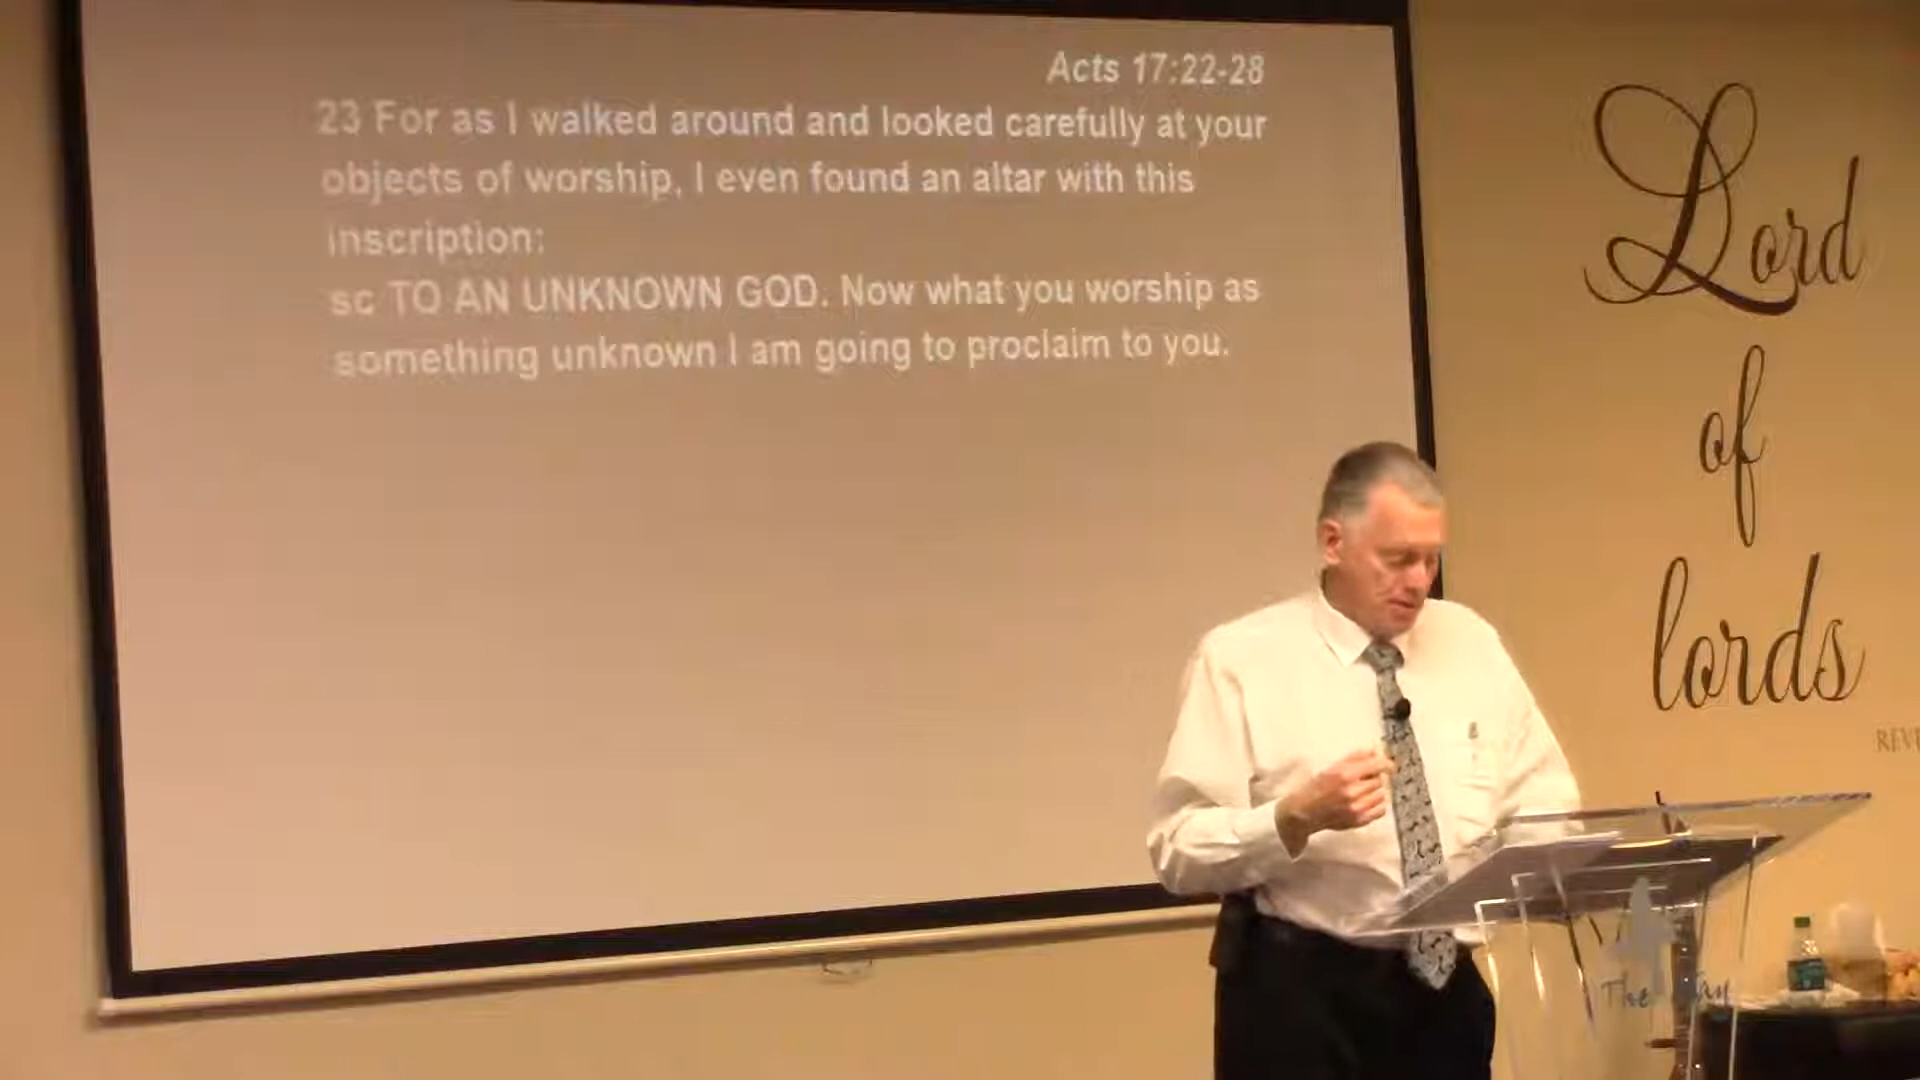 Acts 17:22-28
23 For as I walked around and looked carefully at your
objects of worship, I even found an altar with this
inscription:
sc TO AN UNKNOWN GOD. Now what you worship as
something unknown I am going to proclaim to you.
Lord
of
lords
The